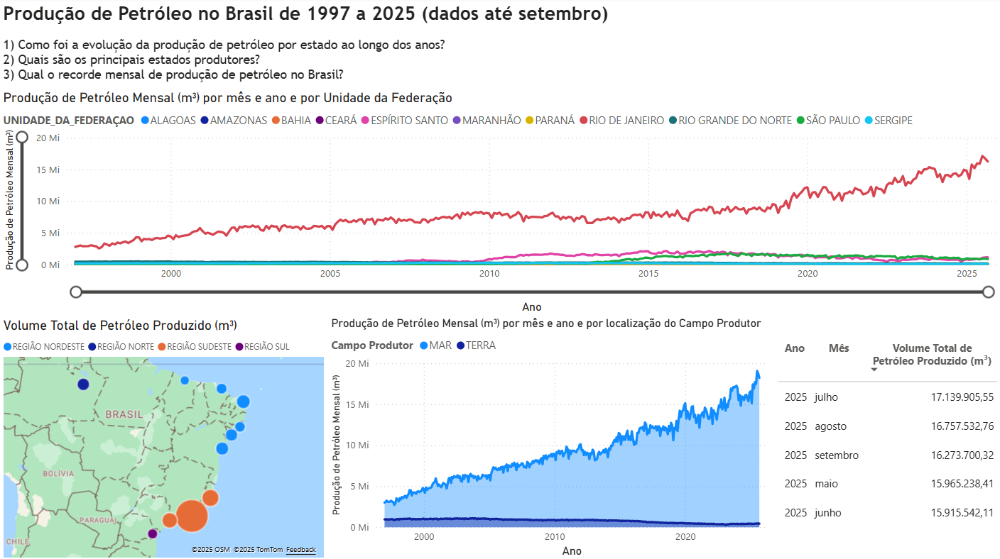 Produção de Petróleo no Brasil de 1997 a 2025 (dados até setembro)
1) Como foi a evolução da produção de petróleo por estado ao longo dos anos?
2) Quais são os principais estados produtores?
3) Qual o recorde mensal de produção de petróleo no Brasil?
Produção de Petróleo Mensal (m³) por mês e ano e por Unidade da Federação
UNIDADE_DA_FEDERAÇAO ALAGOAS AMAZONAS BAHIA CEARÁ ESPÍRITO SANTO MARANHÃO PARANÁ RIO DE JANEIRO RIO GRANDE DO NORTE SÃO PAULO SERGIPE
Produção de Petróleo Mensal (m³)
20 Mi
15 Mi
10 Mi
5 Mi
0 Mi
2000 2005 2010 2015 2020 2025
Ano
Volume Total de Petróleo Produzido (m³)
REGIÃO NORDESTE REGIÃO NORTE REGIÃO SUDESTE REGIÃO SUL
BRASIL
BOLÍVIA
PARAGUAI
CHILE
©2025 OSM ©2025 TomTom Feedback
Produção de Petróleo Mensal (m³) por mês e ano e por localização do Campo Produtor
Campo Produtor MAR TERRA
Produção de Petróleo Mensal (m³)
20 Mi
15 Mi
10 Mi
5 Mi
0 Mi
2000 2010 2020
Ano
Ano Mês Volume Total de
Petróleo Produzido (m³)
2025 julho 17.139.905,55
2025 agosto 16.757.532,76
2025 setembro 16.273.700,32
2025 maio 15.965.238,41
2025 junho 15.915.542,11